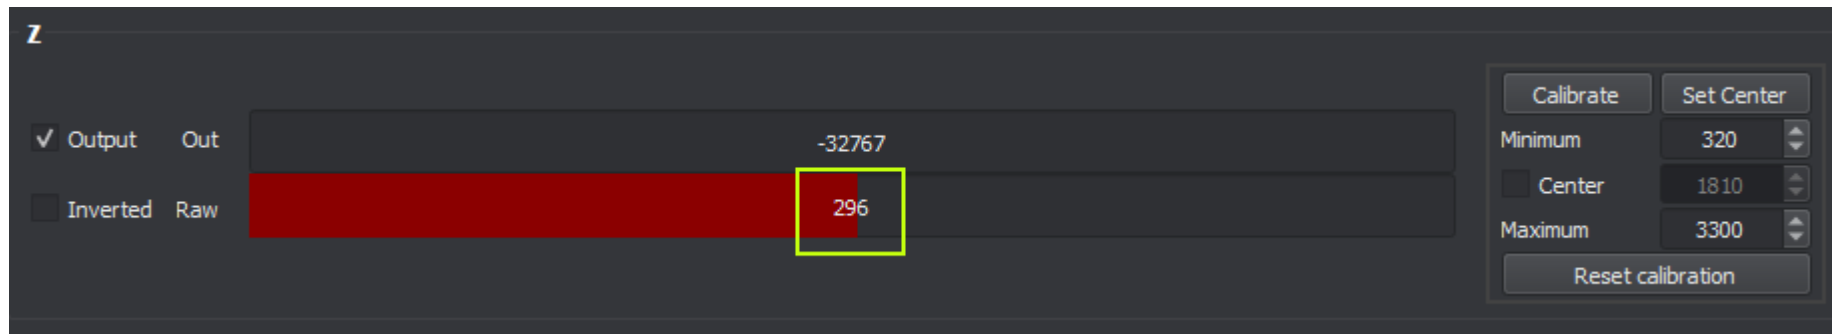 Z
Calibrate Set Center
Output Out -32767
Minimum 320
Center 1810
Inverted Raw 296
Maximum 3300
Reset calibration